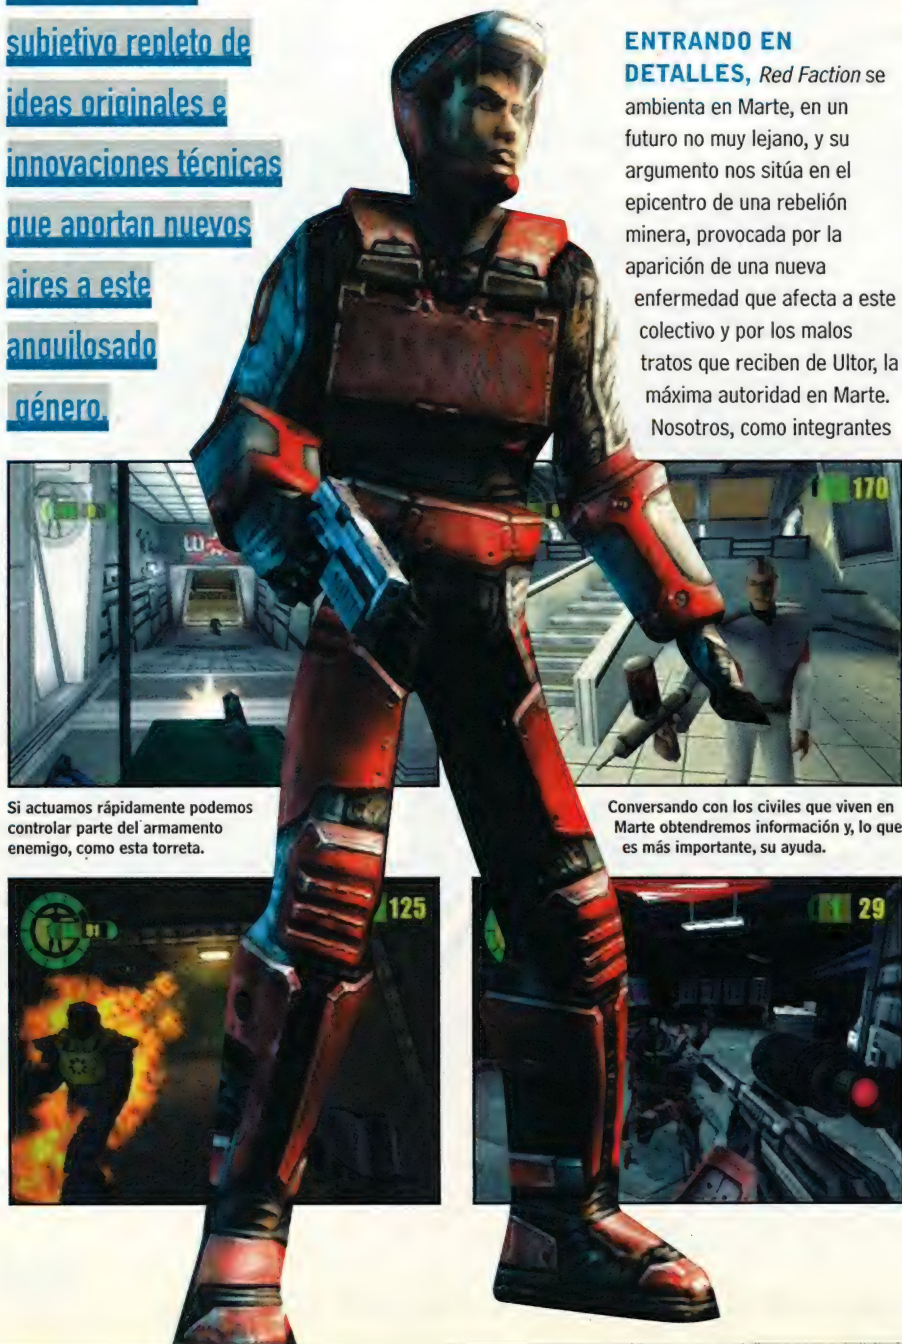 subjetivo repleto de
ideas originales e
innovaciones técnicas
que aportan nuevos
aires a este
anquilosado
género.
ENTRANDO EN
DETALLES, Red Faction se
ambienta en Marte, en un
futuro no muy lejano, y su
argumento nos sitúa en el
epicentro de una rebelión
minera, provocada por la
aparición de una nueva
enfermedad que afecta a este
colectivo y por los malos
tratos que reciben de Ultor, la
máxima autoridad en Marte.
Nosotros, como integrantes
170
Si actuamos rápidamente podemos
controlar parte del armamento
enemigo, como esta torreta.
Conversando con los civiles que viven en
Marte obtendremos información y, lo que
es más importante, su ayuda.
91
125
29